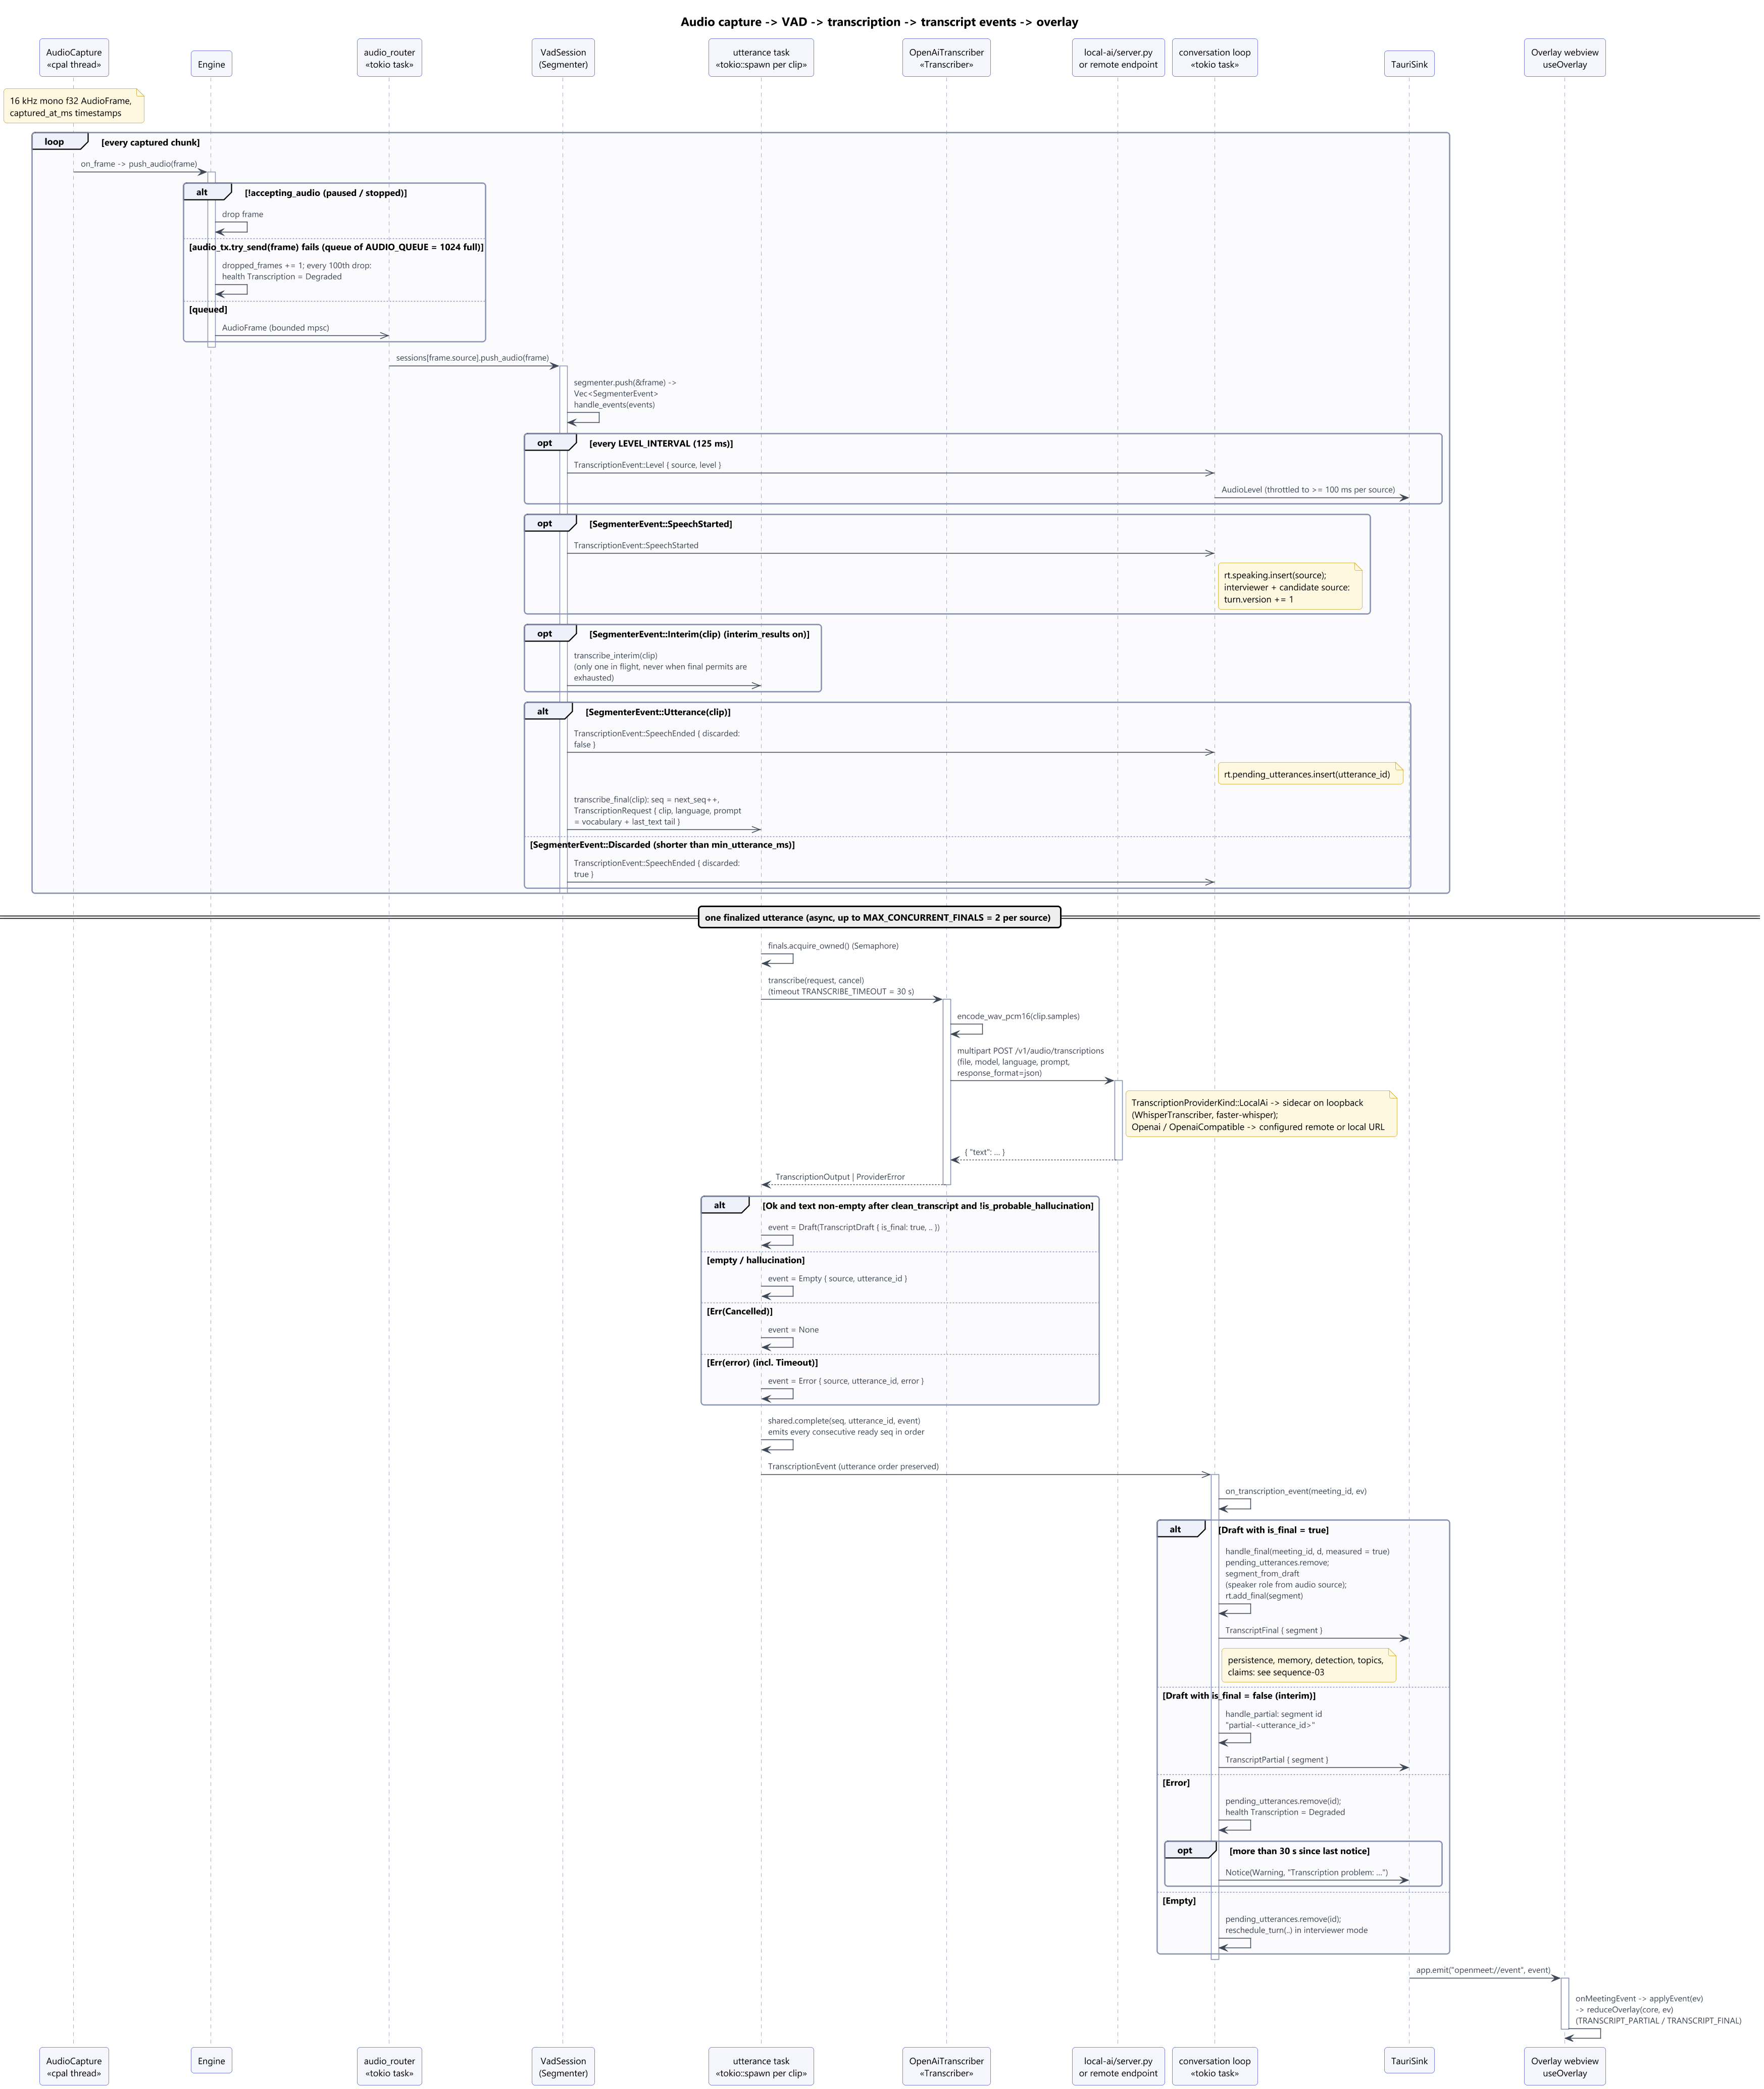 Audio capture -> VAD -> transcription -> transcript events -> overlay
AudioCapture
«cpal thread»
Engine
audio_router
«tokio task»
VadSession
(Segmenter)
utterance task
«tokio::spawn per clip»
OpenAiTranscriber
«Transcriber»
local-ai/server.py
or remote endpoint
conversation loop
«tokio task»
TauriSink
Overlay webview
useOverlay
16 kHz mono f32 AudioFrame,
captured_at_ms timestamps
loop [every captured chunk]
on_frame -> push_audio(frame)
alt [!accepting_audio (paused / stopped)]
drop frame
[audio_tx.try_send(frame) fails (queue of AUDIO_QUEUE = 1024 full)]
dropped_frames += 1; every 100th drop:
health Transcription = Degraded
[queued]
AudioFrame (bounded mpsc)
sessions[frame.source].push_audio(frame)
segmenter.push(&frame) ->
Vec<SegmenterEvent>
handle_events(events)
opt [every LEVEL_INTERVAL (125 ms)]
TranscriptionEvent::Level { source, level }
AudioLevel (throttled to >= 100 ms per source)
opt [SegmenterEvent::SpeechStarted]
TranscriptionEvent::SpeechStarted
rt.speaking.insert(source);
interviewer + candidate source:
turn.version += 1
opt [SegmenterEvent::Interim(clip) (interim_results on)]
transcribe_interim(clip)
(only one in flight, never when final permits are
exhausted)
alt [SegmenterEvent::Utterance(clip)]
TranscriptionEvent::SpeechEnded { discarded:
false }
rt.pending_utterances.insert(utterance_id)
transcribe_final(clip): seq = next_seq++,
TranscriptionRequest { clip, language, prompt
= vocabulary + last_text tail }
[SegmenterEvent::Discarded (shorter than min_utterance_ms)]
TranscriptionEvent::SpeechEnded { discarded:
true }
one finalized utterance (async, up to MAX_CONCURRENT_FINALS = 2 per source)
finals.acquire_owned() (Semaphore)
transcribe(request, cancel)
(timeout TRANSCRIBE_TIMEOUT = 30 s)
encode_wav_pcm16(clip.samples)
multipart POST /v1/audio/transcriptions
(file, model, language, prompt,
response_format=json)
TranscriptionProviderKind::LocalAi -> sidecar on loopback
(WhisperTranscriber, faster-whisper);
Openai / OpenaiCompatible -> configured remote or local URL
{ "text": ... }
TranscriptionOutput | ProviderError
alt [Ok and text non-empty after clean_transcript and !is_probable_hallucination]
event = Draft(TranscriptDraft { is_final: true, .. })
[empty / hallucination]
event = Empty { source, utterance_id }
[Err(Cancelled)]
event = None
[Err(error) (incl. Timeout)]
event = Error { source, utterance_id, error }
shared.complete(seq, utterance_id, event)
emits every consecutive ready seq in order
TranscriptionEvent (utterance order preserved)
on_transcription_event(meeting_id, ev)
alt [Draft with is_final = true]
handle_final(meeting_id, d, measured = true)
pending_utterances.remove;
segment_from_draft
(speaker role from audio source);
rt.add_final(segment)
TranscriptFinal { segment }
persistence, memory, detection, topics,
claims: see sequence-03
[Draft with is_final = false (interim)]
handle_partial: segment id
"partial-<utterance_id>"
TranscriptPartial { segment }
[Error]
pending_utterances.remove(id);
health Transcription = Degraded
opt [more than 30 s since last notice]
Notice(Warning, "Transcription problem: ...")
[Empty]
pending_utterances.remove(id);
reschedule_turn(..) in interviewer mode
app.emit("openmeet://event", event)
onMeetingEvent -> applyEvent(ev)
-> reduceOverlay(core, ev)
(TRANSCRIPT_PARTIAL / TRANSCRIPT_FINAL)
AudioCapture
«cpal thread»
Engine
audio_router
«tokio task»
VadSession
(Segmenter)
utterance task
«tokio::spawn per clip»
OpenAiTranscriber
«Transcriber»
local-ai/server.py
or remote endpoint
conversation loop
«tokio task»
TauriSink
Overlay webview
useOverlay